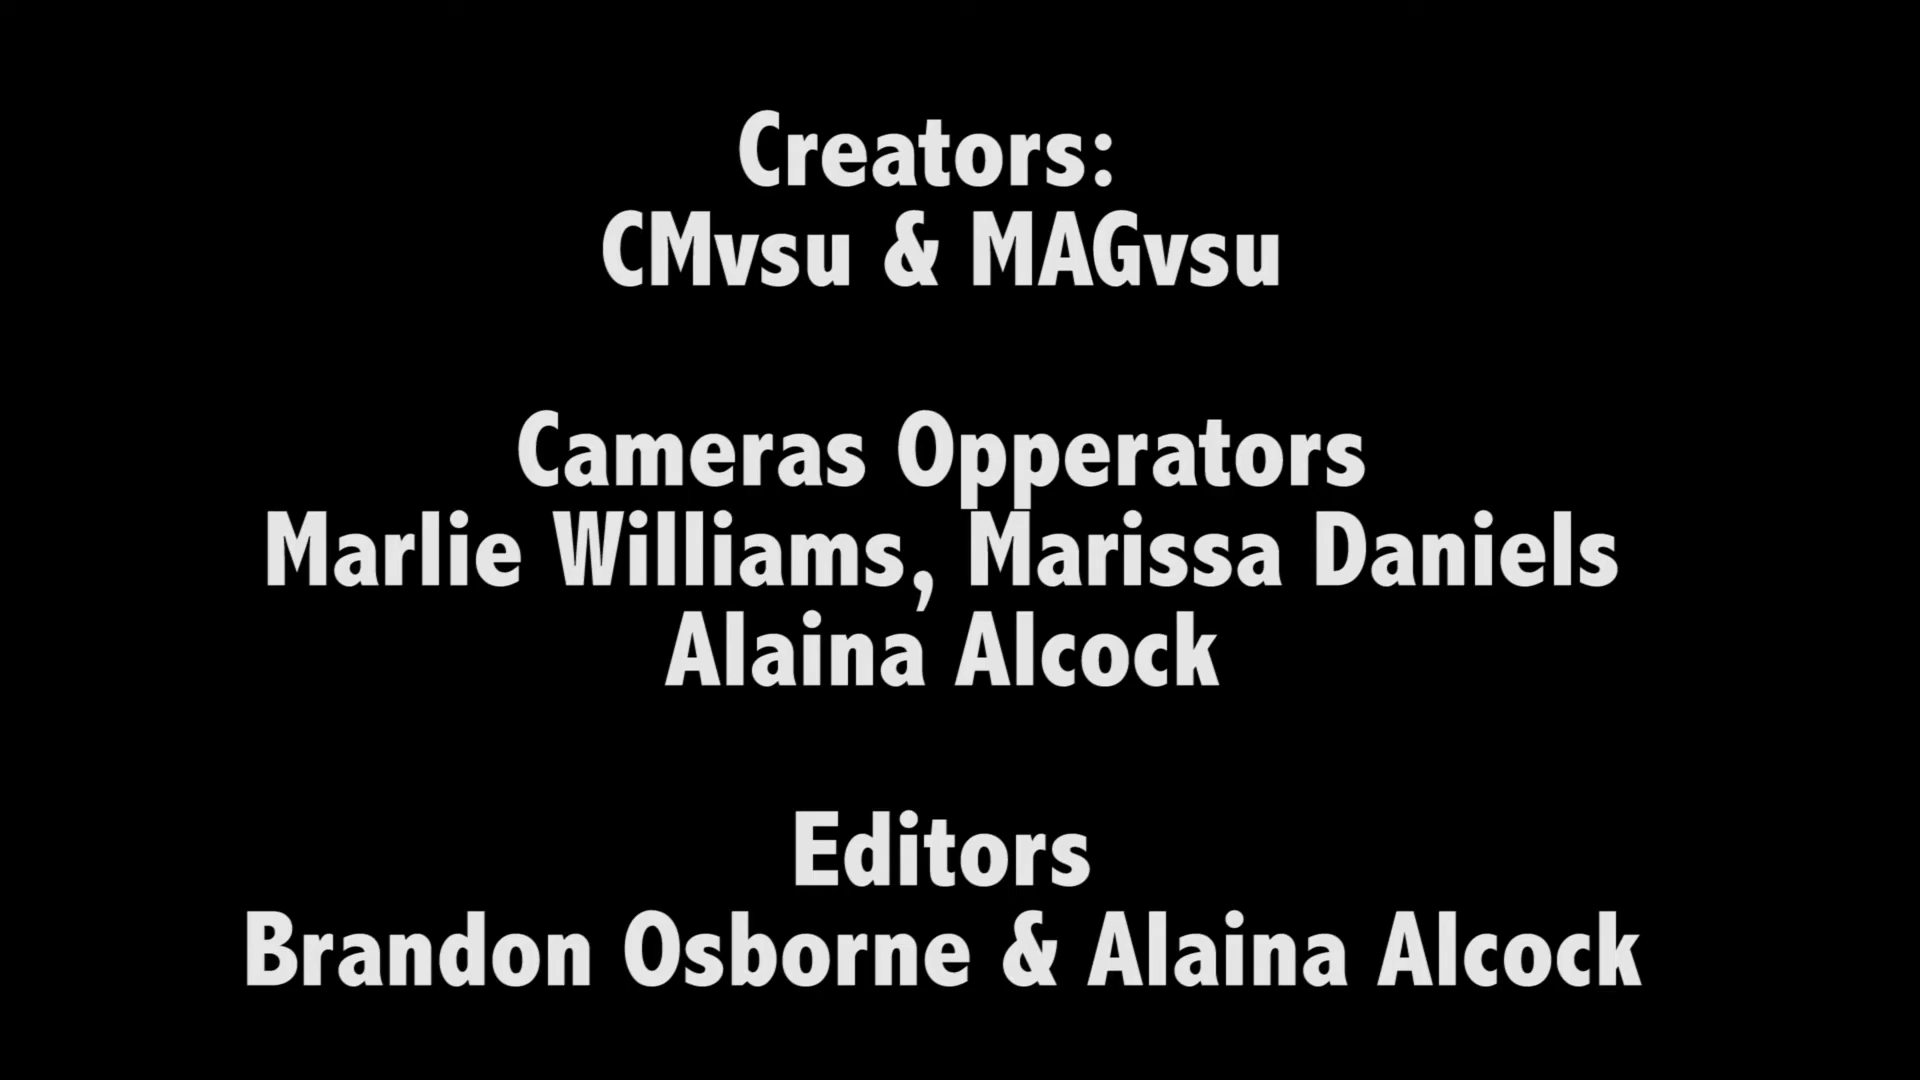 Creators:
CMvsu & MAGvsu
Cameras Opperators
Marlie Williams, Marissa Daniels
Alaina Alcock
Editors
Brandon Osborne & Alaina Alcock